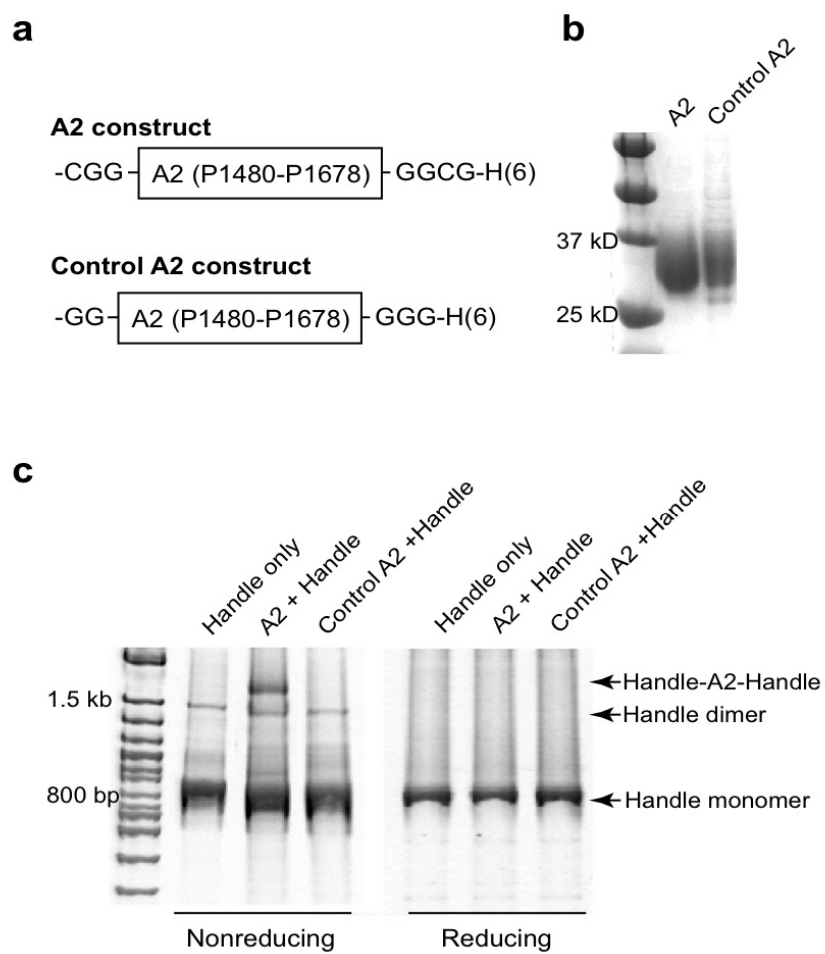 a
A2 construct
-CGG A2 (P1480-P1678) GGCG-H(6)
Control A2 construct
-GG A2 (P1480-P1678) GGG-H(6)
b
A2
Control A2
37 kD
25 kD
c
Handle only
A2 + Handle
Control A2 +Handle
Handle only
A2 + Handle
Control A2 +Handle
1.5 kb
800 bp
Handle-A2-Handle
Handle dimer
Handle monomer
Nonreducing
Reducing